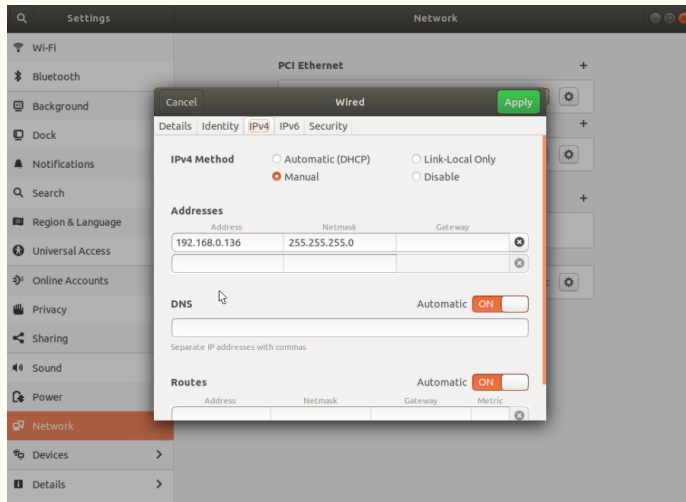 Settings
Network
Wi-Fi
Bluetooth
Background
Dock
Notifications
Search
Region & Language
Universal Access
Online Accounts
Privacy
Sharing
Sound
Power
Network
Devices
Details
PCI Ethernet
Cancel
Wired
Apply
Details Identity IPv4 IPv6 Security
IPv4 Method
Automatic (DHCP)
Link-Local Only
Manual
Disable
Addresses
Address Netmask Gateway
192.168.0.136 255.255.255.0
DNS
Automatic ON
Separate IP addresses with commas
Routes
Automatic ON
Address Netmask Gateway Metric